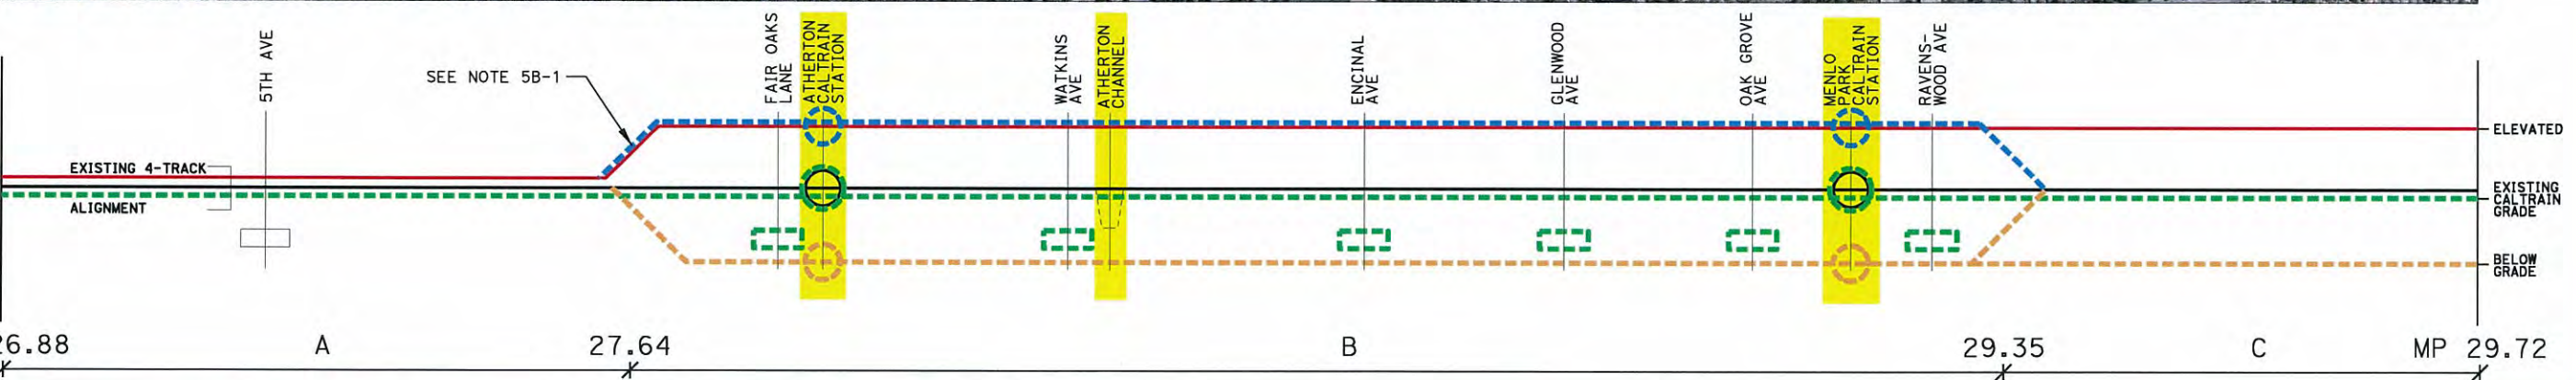 5TH AVE
SEE NOTE 5B-1
FAIR OAKS
LANE
ATHERTON
CALTRAIN
STATION
WATKINS
AVE
ATHERTON
CHANNEL
ENCINAL
AVE
GLENWOOD
AVE
OAK GROVE
AVE
MENLO
PARK
CALTRAIN
STATION
RAVENS-
WOOD AVE
EXISTING 4-TRACK
ALIGNMENT
ELEVATED
EXISTING
CALTRAIN
GRADE
BELOW
GRADE
26.88
A
27.64
B
29.35
C
MP 29.72